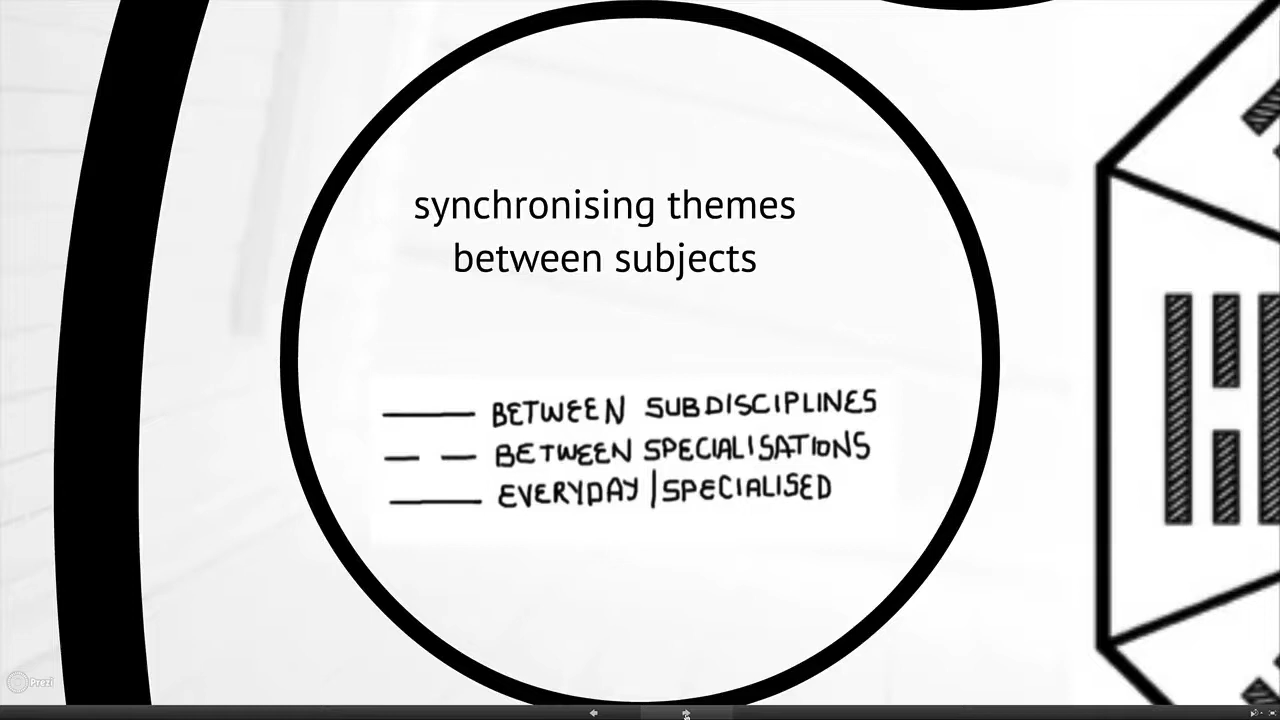 synchronising themes
between subjects
BETWEEN SUBDISCIPLINES
BETWEEN SPECIALISATIONS
EVERYDAY | SPECIALISED
Prezi